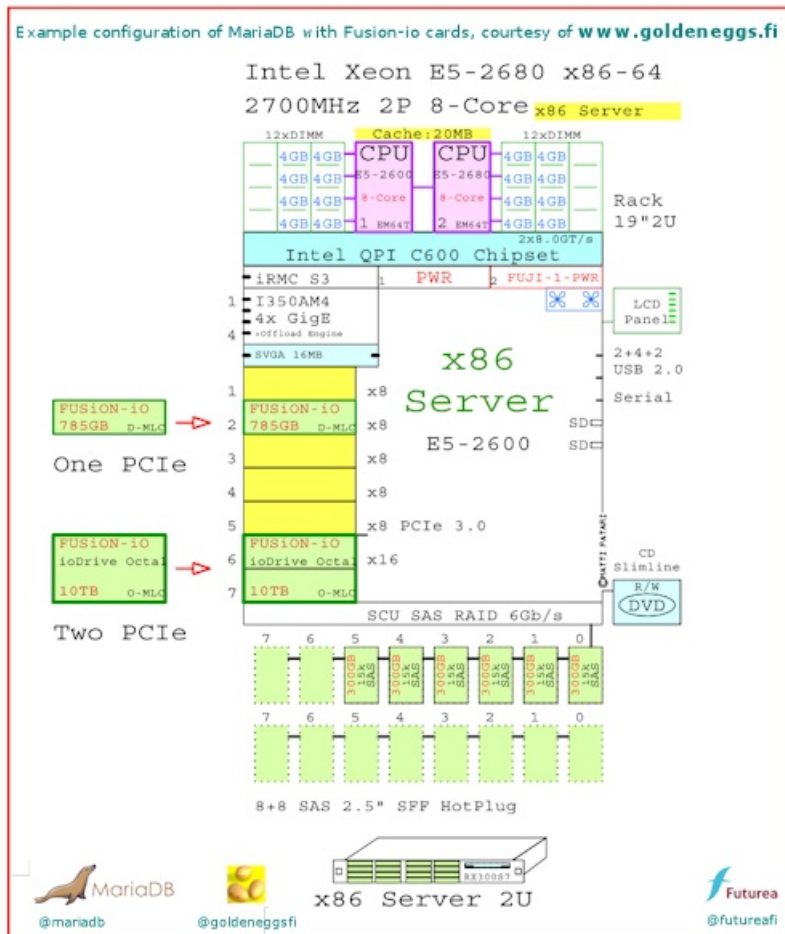 Example configuration of MariaDB with Fusion-io cards, courtesy of www.goldeneggs.fi
Intel Xeon E5-2680 x86-64
2700MHz 2P 8-Core x86 Server
12xDIMM Cache:20MB 12xDIMM
4GB 4GB CPU CPU 4GB 4GB
4GB 4GB E5-2600 E5-2680 4GB 4GB
4GB 4GB 8-Core 8-Core 4GB 4GB
4GB 4GB 1 EM64T 2 EM64T 4GB 4GB
Rack
19"2U
2x8.0GT/s
Intel QPI C600 Chipset
iRMC S3 1 PWR 2 FUJI-1-PWR
1 I350AM4
4x GigE
4 +Offload Engine
SVGA 16MB
LCD
Panel
x86
Server
E5-2600
2+4+2
USB 2.0
Serial
SD
SD
1 x8
FUSiON-iO
785GB D-MLC
One PCIe
2 FUSiON-iO x8
785GB D-MLC
3 x8
4 x8
5 x8 PCIe 3.0
FUSiON-iO
ioDrive Octal
10TB O-MLC
Two PCIe
FUSiON-iO
6 ioDrive Octal x16
7 10TB O-MLC
©MATTI PATARI
CD
Slimline
R/W
DVD
SCU SAS RAID 6Gb/s
7 6 5 4 3 2 1 0
300GB 15k SAS 300GB 15k SAS 300GB 15k SAS 300GB 15k SAS 300GB 15k SAS 300GB 15k SAS
7 6 5 4 3 2 1 0
8+8 SAS 2.5" SFF HotPlug
RX300S7
x86 Server 2U
MariaDB
@mariadb
@goldeneggsfi
Futurea
@futureafi